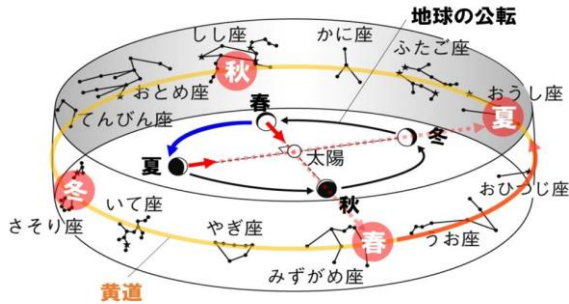 地球の公転
しし座
かに座
ふたご座
秋
おとめ座
おうし座
夏
てんびん座
春
冬
夏
太陽
冬
秋
おひつじ座
いて座
さそり座
やぎ座
春
うお座
みずがめ座
黄道